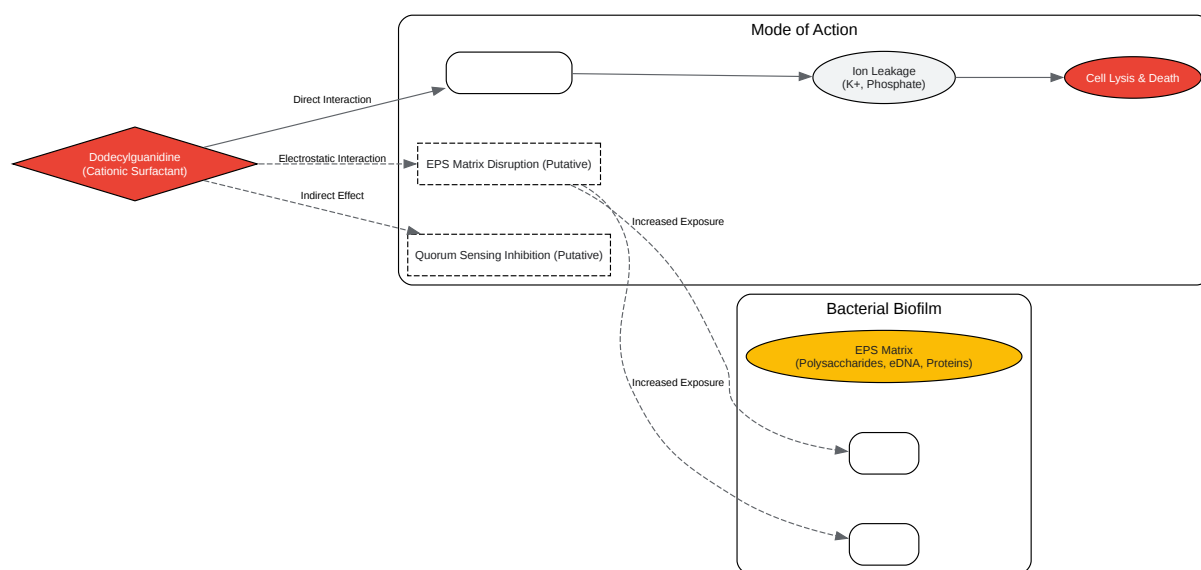 Mode of Action
Ion Leakage
(K+, Phosphate)
Cell Lysis & Death
Direct Interaction
Dodecylguanidine
(Cationic Surfactant)
Electrostatic Interaction
EPS Matrix Disruption (Putative)
Indirect Effect
Increased Exposure
Quorum Sensing Inhibition (Putative)
Bacterial Biofilm
EPS Matrix
(Polysaccharides, eDNA, Proteins)
Increased Exposure